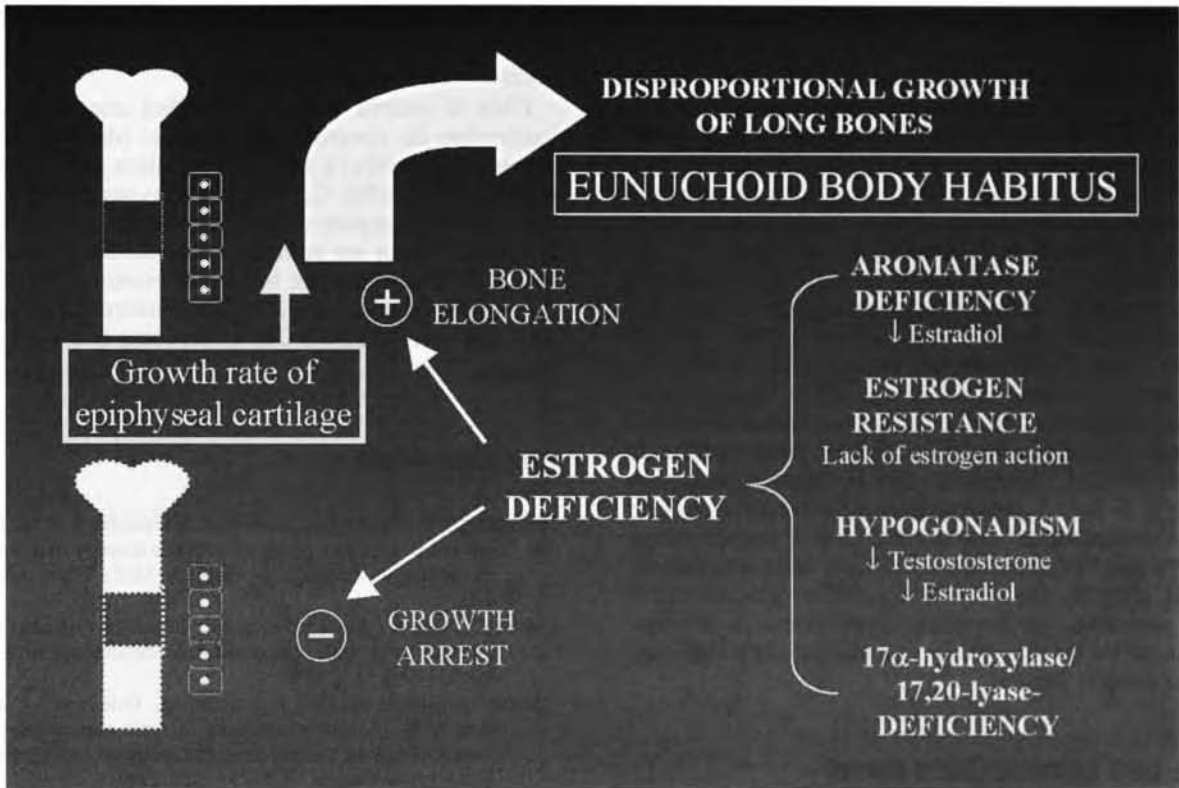 DISPROPORTIONAL GROWTH
OF LONG BONES
EUNUCHOID BODY HABITUS
+
BONE
ELONGATION
Growth rate of
epiphyseal cartilage
ESTROGEN
DEFICIENCY
−
GROWTH
ARREST
AROMATASE
DEFICIENCY
↓ Estradiol
ESTROGEN
RESISTANCE
Lack of estrogen action
HYPOGONADISM
↓ Testostosterone
↓ Estradiol
17α-hydroxylase/
17,20-lyase-
DEFICIENCY